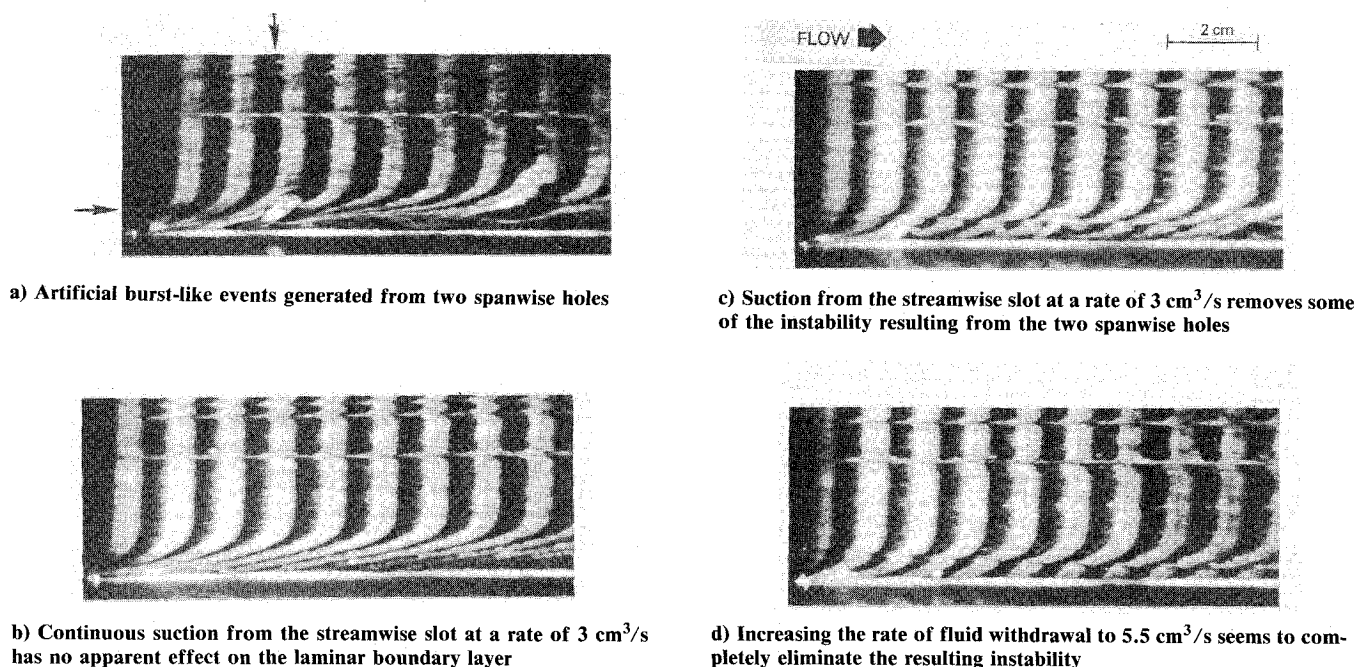 a) Artificial burst-like events generated from two spanwise holes
b) Continuous suction from the streamwise slot at a rate of 3 cm³/s
has no apparent effect on the laminar boundary layer
FLOW
2 cm
c) Suction from the streamwise slot at a rate of 3 cm³/s removes some
of the instability resulting from the two spanwise holes
d) Increasing the rate of fluid withdrawal to 5.5 cm³/s seems to com-
pletely eliminate the resulting instability